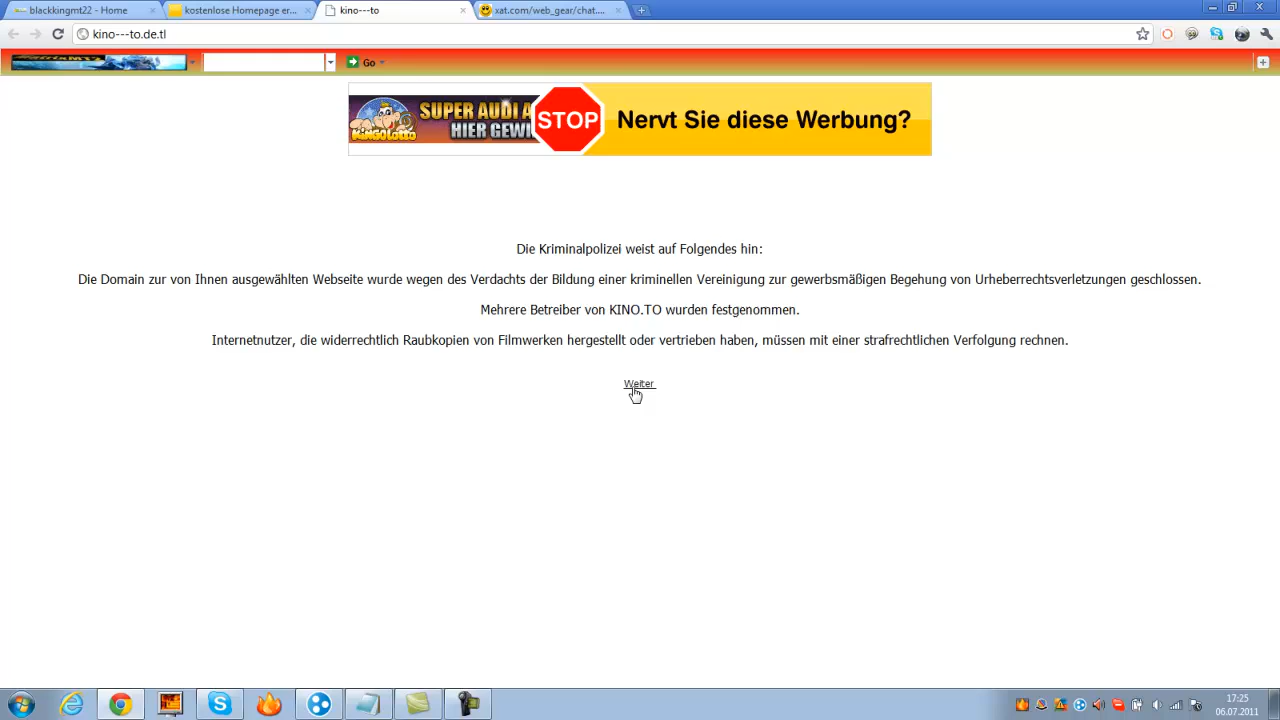 blackkingmt22 - Home
kostenlose Homepage er...
kino---to
xat.com/web_gear/chat....
kino---to.de.tl
Go
SUPER AUDI A
HIER GEWI
KINGOLOTTO
STOP
Nervt Sie diese Werbung?
Die Kriminalpolizei weist auf Folgendes hin:
Die Domain zur von Ihnen ausgewählten Webseite wurde wegen des Verdachts der Bildung einer kriminellen Vereinigung zur gewerbsmäßigen Begehung von Urheberrechtsverletzungen geschlossen.
Mehrere Betreiber von KINO.TO wurden festgenommen.
Internetnutzer, die widerrechtlich Raubkopien von Filmwerken hergestellt oder vertrieben haben, müssen mit einer strafrechtlichen Verfolgung rechnen.
Weiter
17:25
06.07.2011